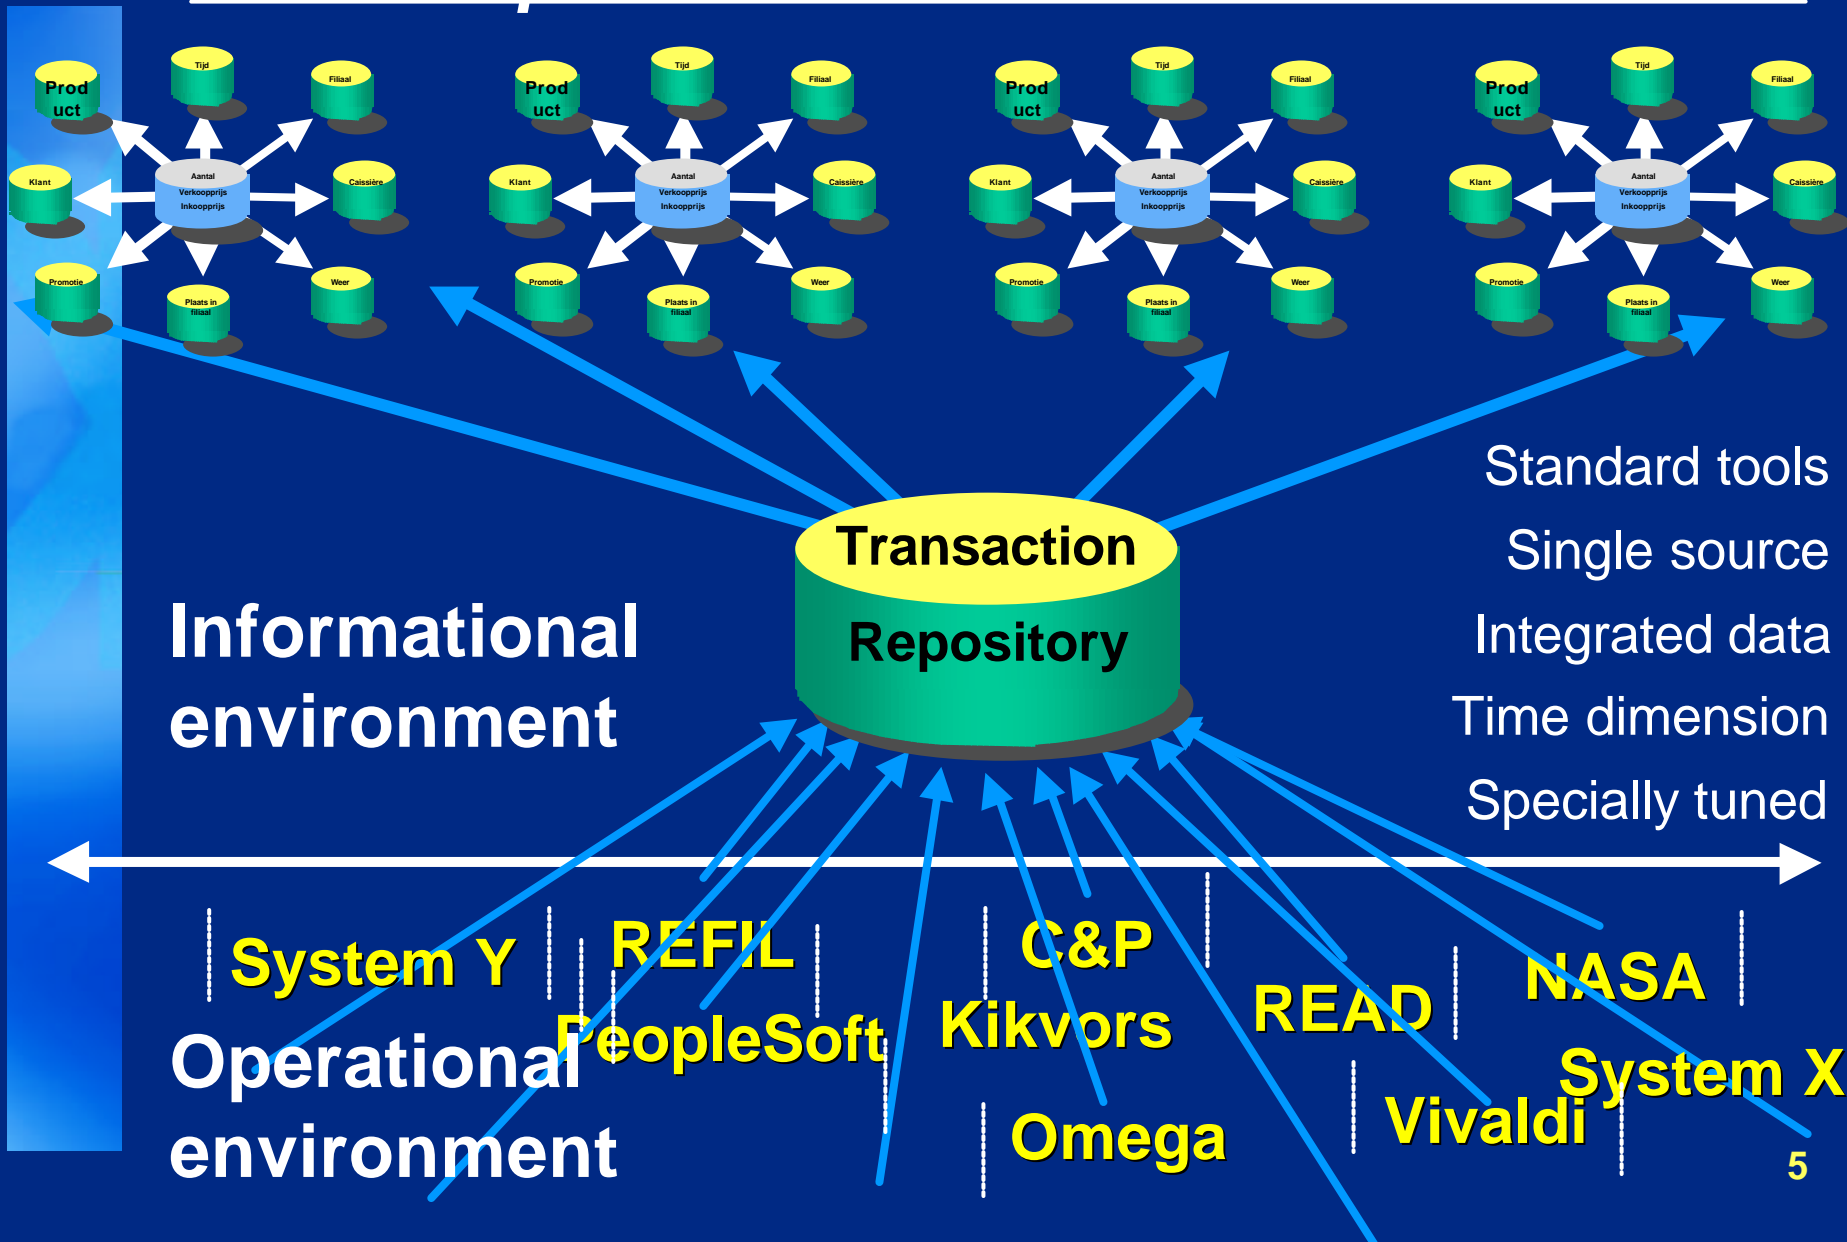 Tijd
Tijd
Tijd
Tijd
Prod
uct
Filiaal
Prod
uct
Filiaal
Prod
uct
Filiaal
Prod
uct
Filiaal
Klant
Aantal
Verkoopprijs
Inkoopprijs
Caissière
Klant
Aantal
Verkoopprijs
Inkoopprijs
Caissière
Klant
Aantal
Verkoopprijs
Inkoopprijs
Caissière
Klant
Aantal
Verkoopprijs
Inkoopprijs
Caissière
Promotie
Plaats in
filiaal
Weer
Promotie
Plaats in
filiaal
Weer
Promotie
Plaats in
filiaal
Weer
Promotie
Plaats in
filiaal
Weer
Transaction
Repository
Informational
environment
Standard tools
Single source
Integrated data
Time dimension
Specially tuned
System Y
REFIL
C&P
NASA
PeopleSoft
Kikvors
READ
System X
Operational
environment
Omega
Vivaldi
5